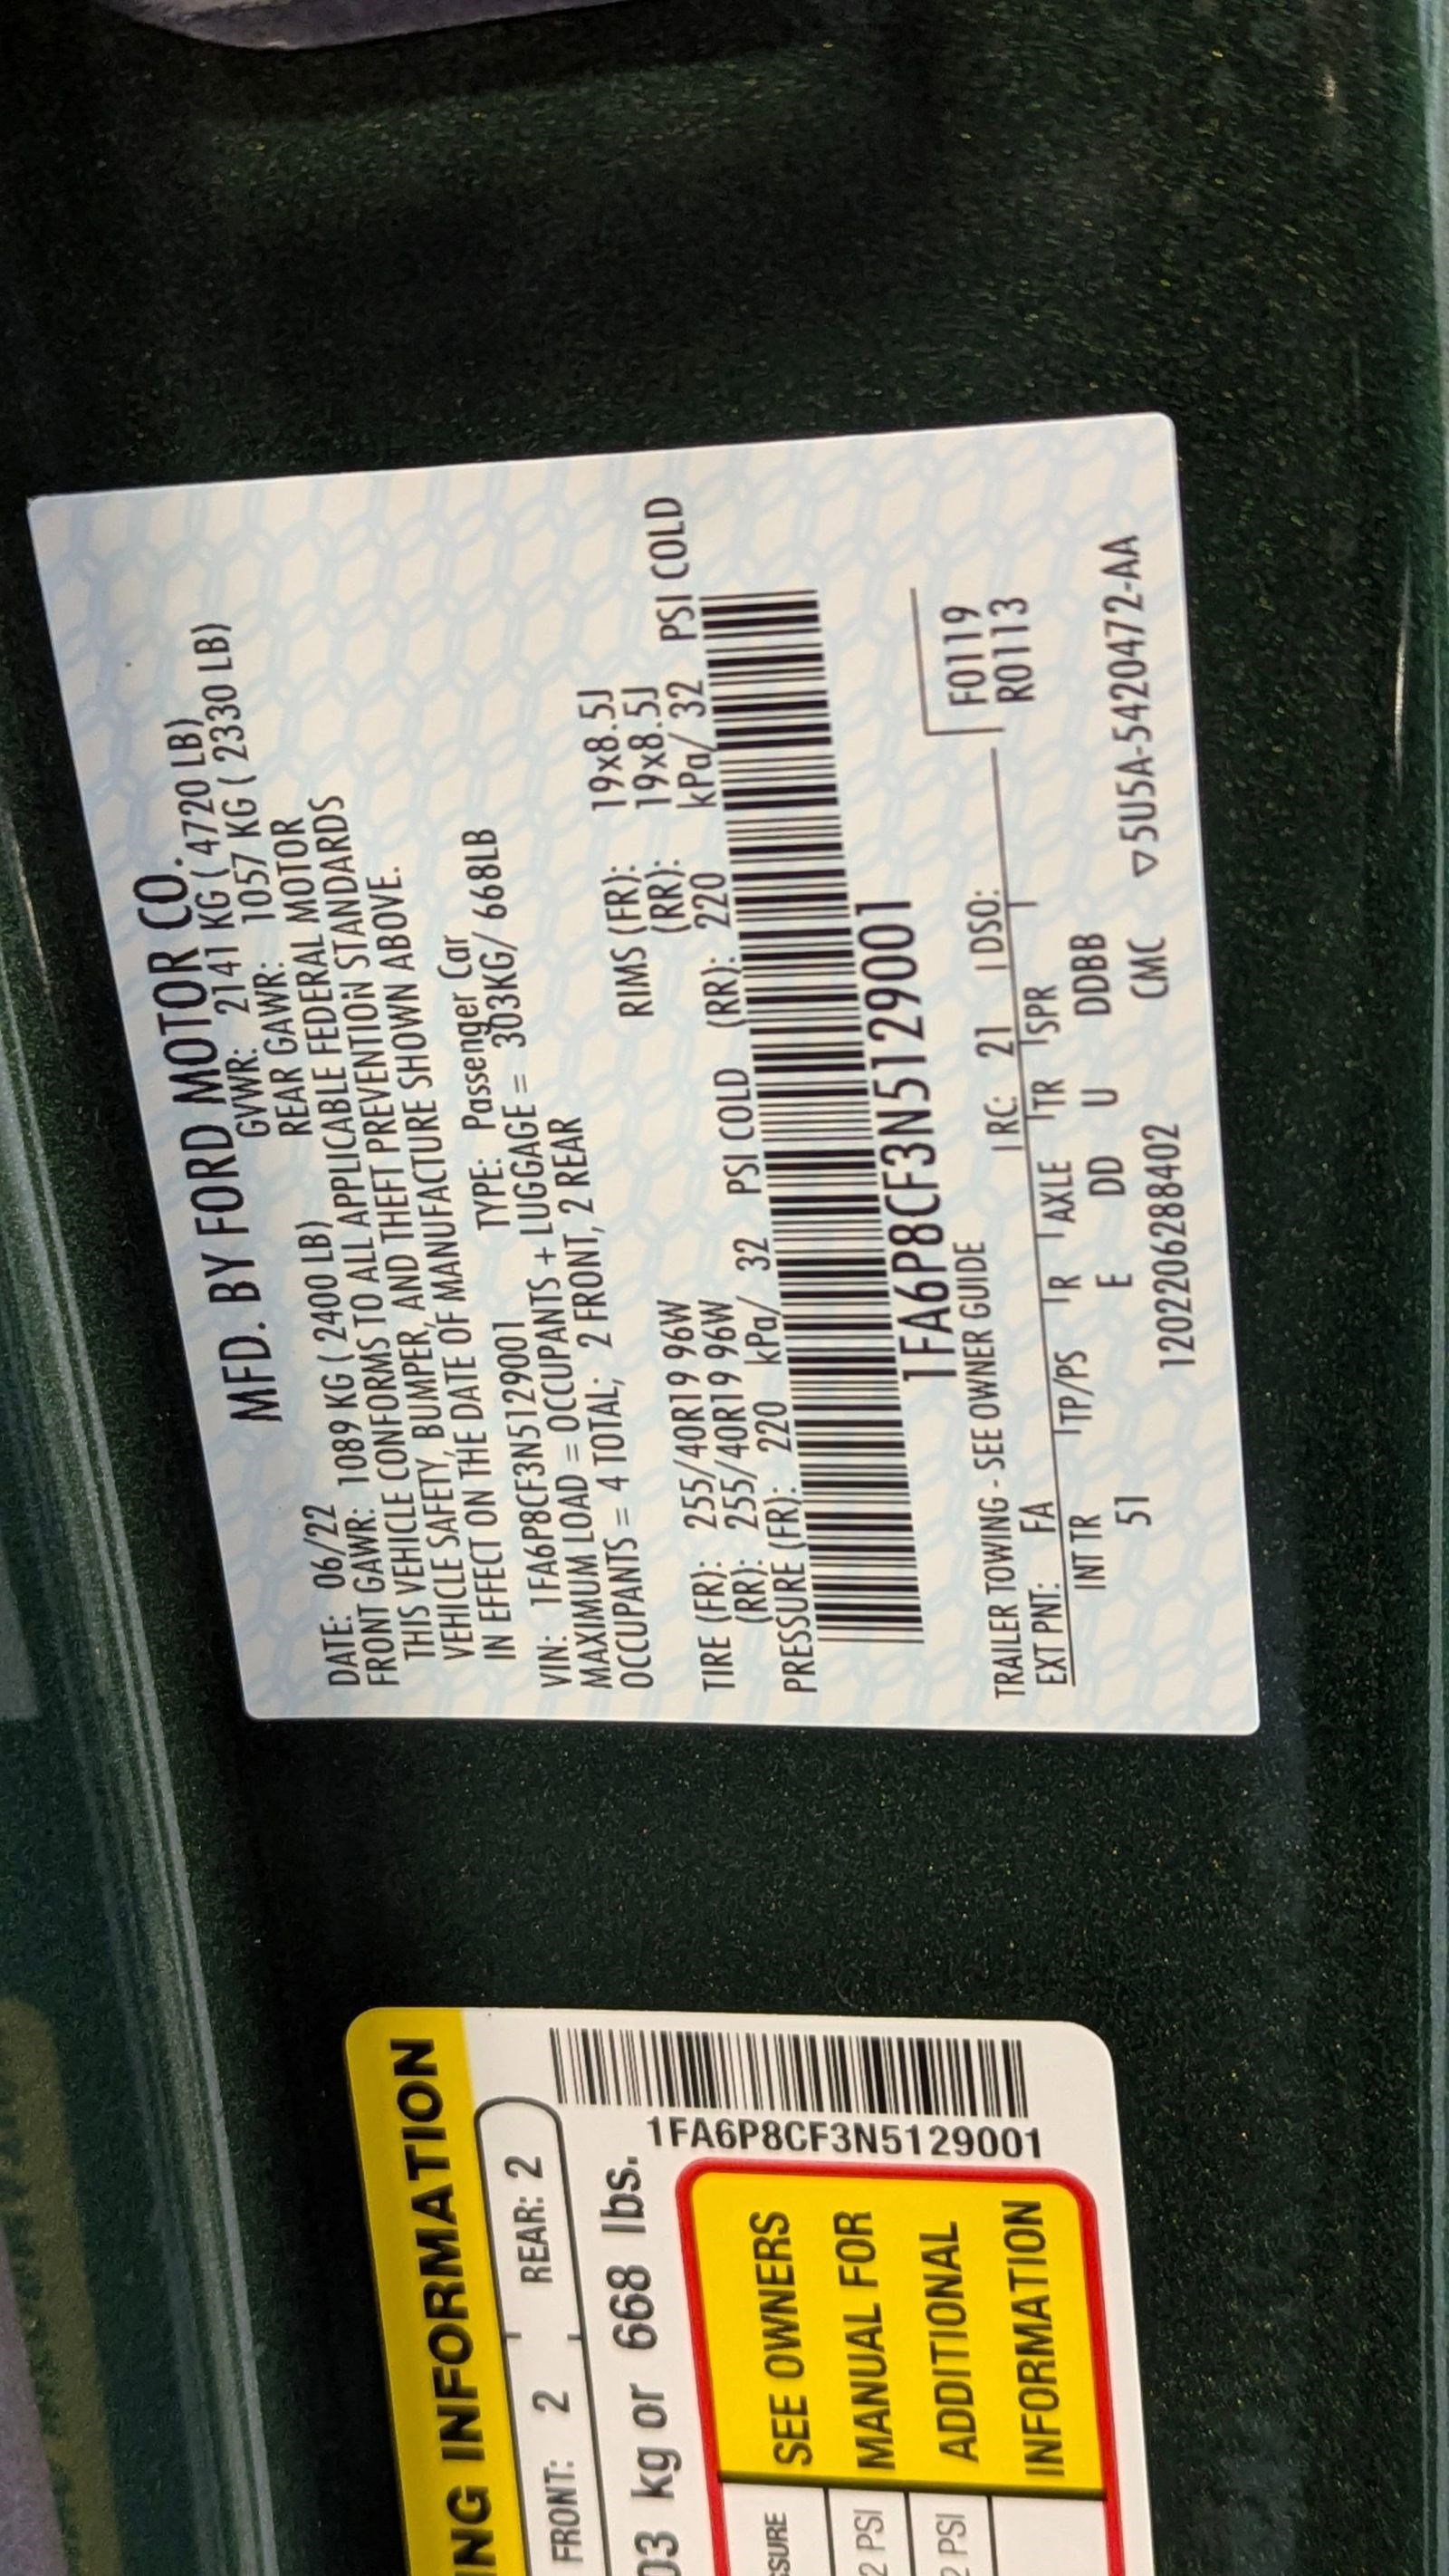 MFD. BY FORD MOTOR CO.
DATE: 06/22 GVWR: 2141 KG ( 4720 LB)
FRONT GAWR: 1089 KG ( 2400 LB) REAR GAWR: 1057 KG ( 2330 LB)
THIS VEHICLE CONFORMS TO ALL APPLICABLE FEDERAL MOTOR
VEHICLE SAFETY, BUMPER, AND THEFT PREVENTION STANDARDS
IN EFFECT ON THE DATE OF MANUFACTURE SHOWN ABOVE.
VIN: 1FA6P8CF3N5129001 TYPE: Passenger Car
MAXIMUM LOAD = OCCUPANTS + LUGGAGE = 303KG/ 668LB
OCCUPANTS = 4 TOTAL; 2 FRONT, 2 REAR
TIRE (FR): 255/40R19 96W RIMS (FR): 19x8.5J
(RR): 255/40R19 96W (RR): 19x8.5J
PRESSURE (FR): 220 kPa/ 32 PSI COLD (RR): 220 kPa/ 32 PSI COLD
1FA6P8CF3N5129001
TRAILER TOWING - SEE OWNER GUIDE
F0119
R0113
EXT PNT: FA RC: 21 DSO:
INT TR TP/PS R AXLE TR SPR
51 E DD U DDBB
1202206288402 CMC ▽5U5A-5420472-AA
ING INFORMATION
FRONT: 2 REAR: 2
03 kg or 668 lbs.
1FA6P8CF3N5129001
SSURE
2 PSI
2 PSI
SEE OWNERS
MANUAL FOR
ADDITIONAL
INFORMATION